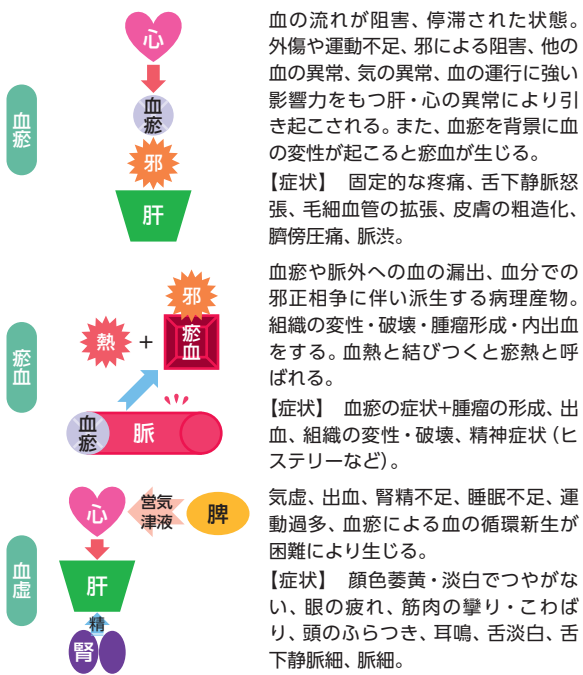 血瘀
心
血瘀
邪
肝
血の流れが阻害、停滞された状態。
外傷や運動不足、邪による阻害、他の
血の異常、気の異常、血の運行に強い
影響力をもつ肝・心の異常により引
き起こされる。また、血瘀を背景に血
の変性が起こると瘀血が生じる。
【症状】 固定的な疼痛、舌下静脈怒
張、毛細血管の拡張、皮膚の粗造化、
臍傍圧痛、脈渋。
瘀血
邪
熱
+
瘀血
血瘀
脈
血瘀や脈外への血の漏出、血分での
邪正相争に伴い派生する病理産物。
組織の変性・破壊・腫瘤形成・内出血
をする。血熱と結びつくと瘀熱と呼
ばれる。
【症状】 血瘀の症状+腫瘤の形成、出
血、組織の変性・破壊、精神症状（ヒ
ステリーなど）。
血虚
心
営気
津液
脾
肝
精
腎
気虚、出血、腎精不足、睡眠不足、運
動過多、血瘀による血の循環新生が
困難により生じる。
【症状】 顔色萎黄・淡白でつやがな
い、眼の疲れ、筋肉の攣り・こわば
り、頭のふらつき、耳鳴、舌淡白、舌
下静脈細、脈細。